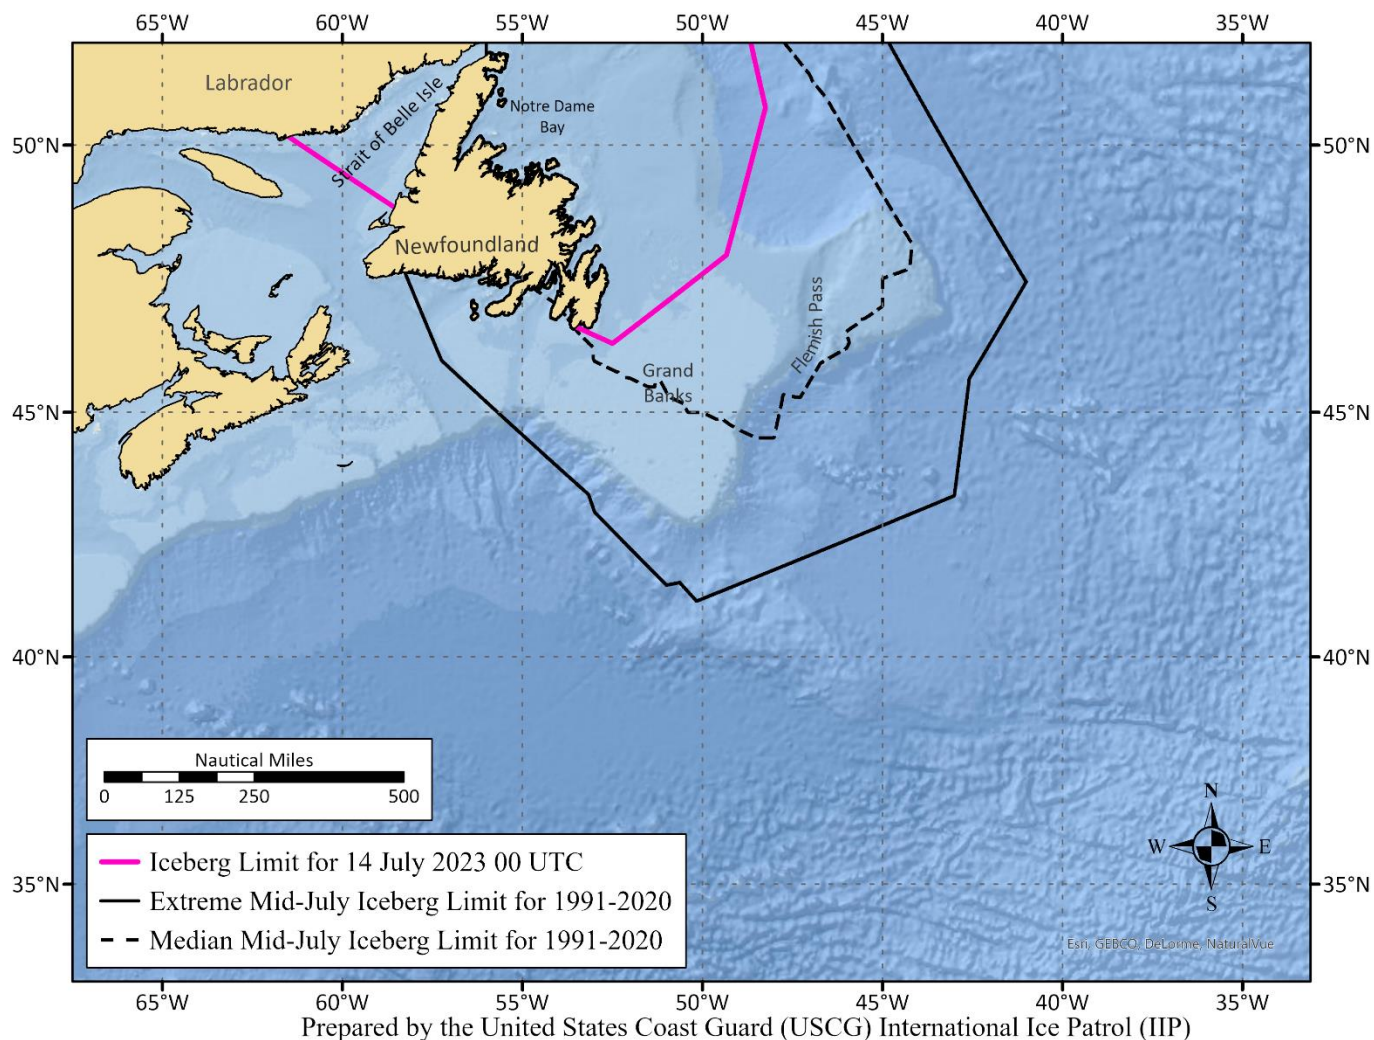 65°W 60°W 55°W 50°W 45°W 40°W 35°W
Labrador
Strait of Belle Isle
Notre Dame
Bay
50°N 50°N
Newfoundland
Flemish Pass
Grand
Banks
45°N 45°N
40°N 40°N
Nautical Miles
0 125 250 500
N
W E
S
Iceberg Limit for 14 July 2023 00 UTC
Extreme Mid-July Iceberg Limit for 1991-2020
Median Mid-July Iceberg Limit for 1991-2020
35°N 35°N
Esri, GEBCO, DeLorme, NaturalVue
65°W 60°W 55°W 50°W 45°W 40°W 35°W
Prepared by the United States Coast Guard (USCG) International Ice Patrol (IIP)